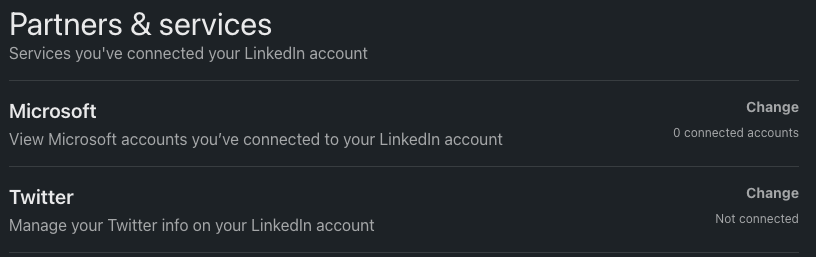 Partners & services
Services you've connected your LinkedIn account
Microsoft
Change
View Microsoft accounts you’ve connected to your LinkedIn account
0 connected accounts
Twitter
Change
Manage your Twitter info on your LinkedIn account
Not connected